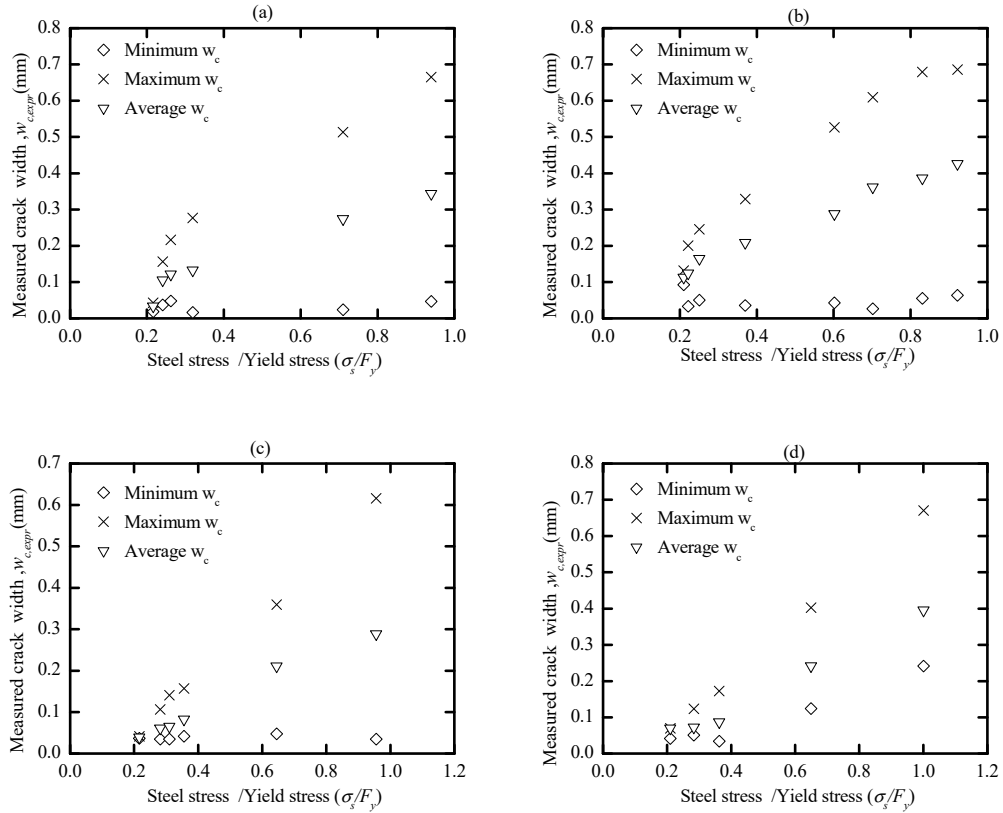 (a)
0.8
0.7
0.6
0.5
0.4
0.3
0.2
0.1
0.0
Measured crack width ,w_{c,expr}(mm)
Minimum w_c
Maximum w_c
Average w_c
0.0 0.2 0.4 0.6 0.8 1.0
Steel stress /Yield stress (σ_s/F_y)
(b)
0.8
0.7
0.6
0.5
0.4
0.3
0.2
0.1
0.0
Measured crack width ,w_{c,expr}(mm)
Minimum w_c
Maximum w_c
Average w_c
0.0 0.2 0.4 0.6 0.8 1.0
Steel stress /Yield stress (σ_s/F_y)
(c)
0.7
0.6
0.5
0.4
0.3
0.2
0.1
0.0
Measured crack width ,w_{c,expr}(mm)
Minimum w_c
Maximum w_c
Average w_c
0.0 0.2 0.4 0.6 0.8 1.0 1.2
Steel stress /Yield stress (σ_s/F_y)
(d)
0.8
0.7
0.6
0.5
0.4
0.3
0.2
0.1
0.0
Measured crack width ,w_{c,expr}(mm)
Minimum w_c
Maximum w_c
Average w_c
0.0 0.2 0.4 0.6 0.8 1.0 1.2
Steel stress /Yield stress (σ_s/F_y)